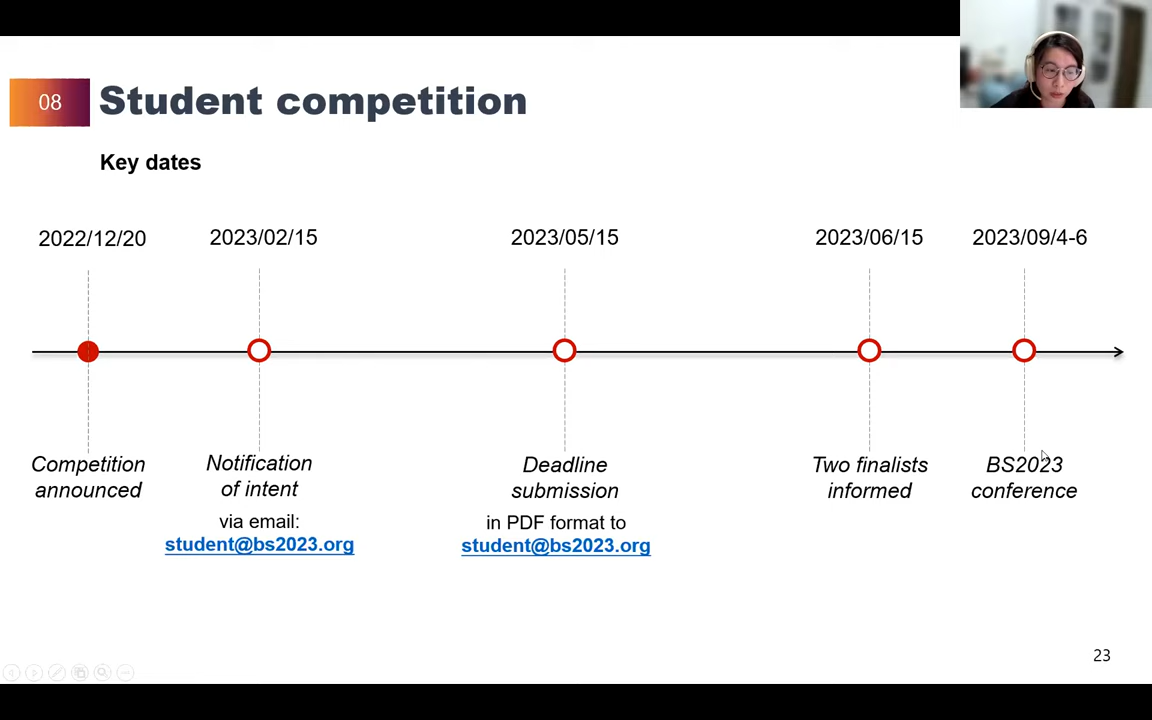 08
Student competition
Key dates
2022/12/20
2023/02/15
2023/05/15
2023/06/15
2023/09/4-6
Competition
announced
Notification
of intent
via email:
student@bs2023.org
Deadline
submission
in PDF format to
student@bs2023.org
Two finalists
informed
BS2023
conference
23